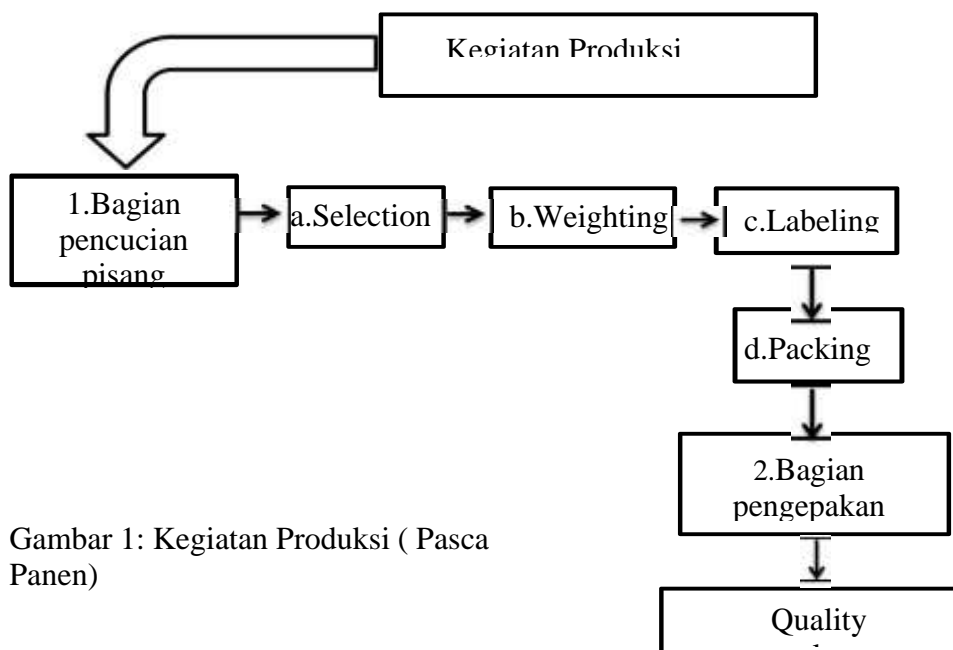 Kegiatan Produksi
1.Bagian
pencucian
pisang
a.Selection
b.Weighting
c.Labeling
d.Packing
2.Bagian
pengepakan
Gambar 1: Kegiatan Produksi ( Pasca
Panen)
Quality